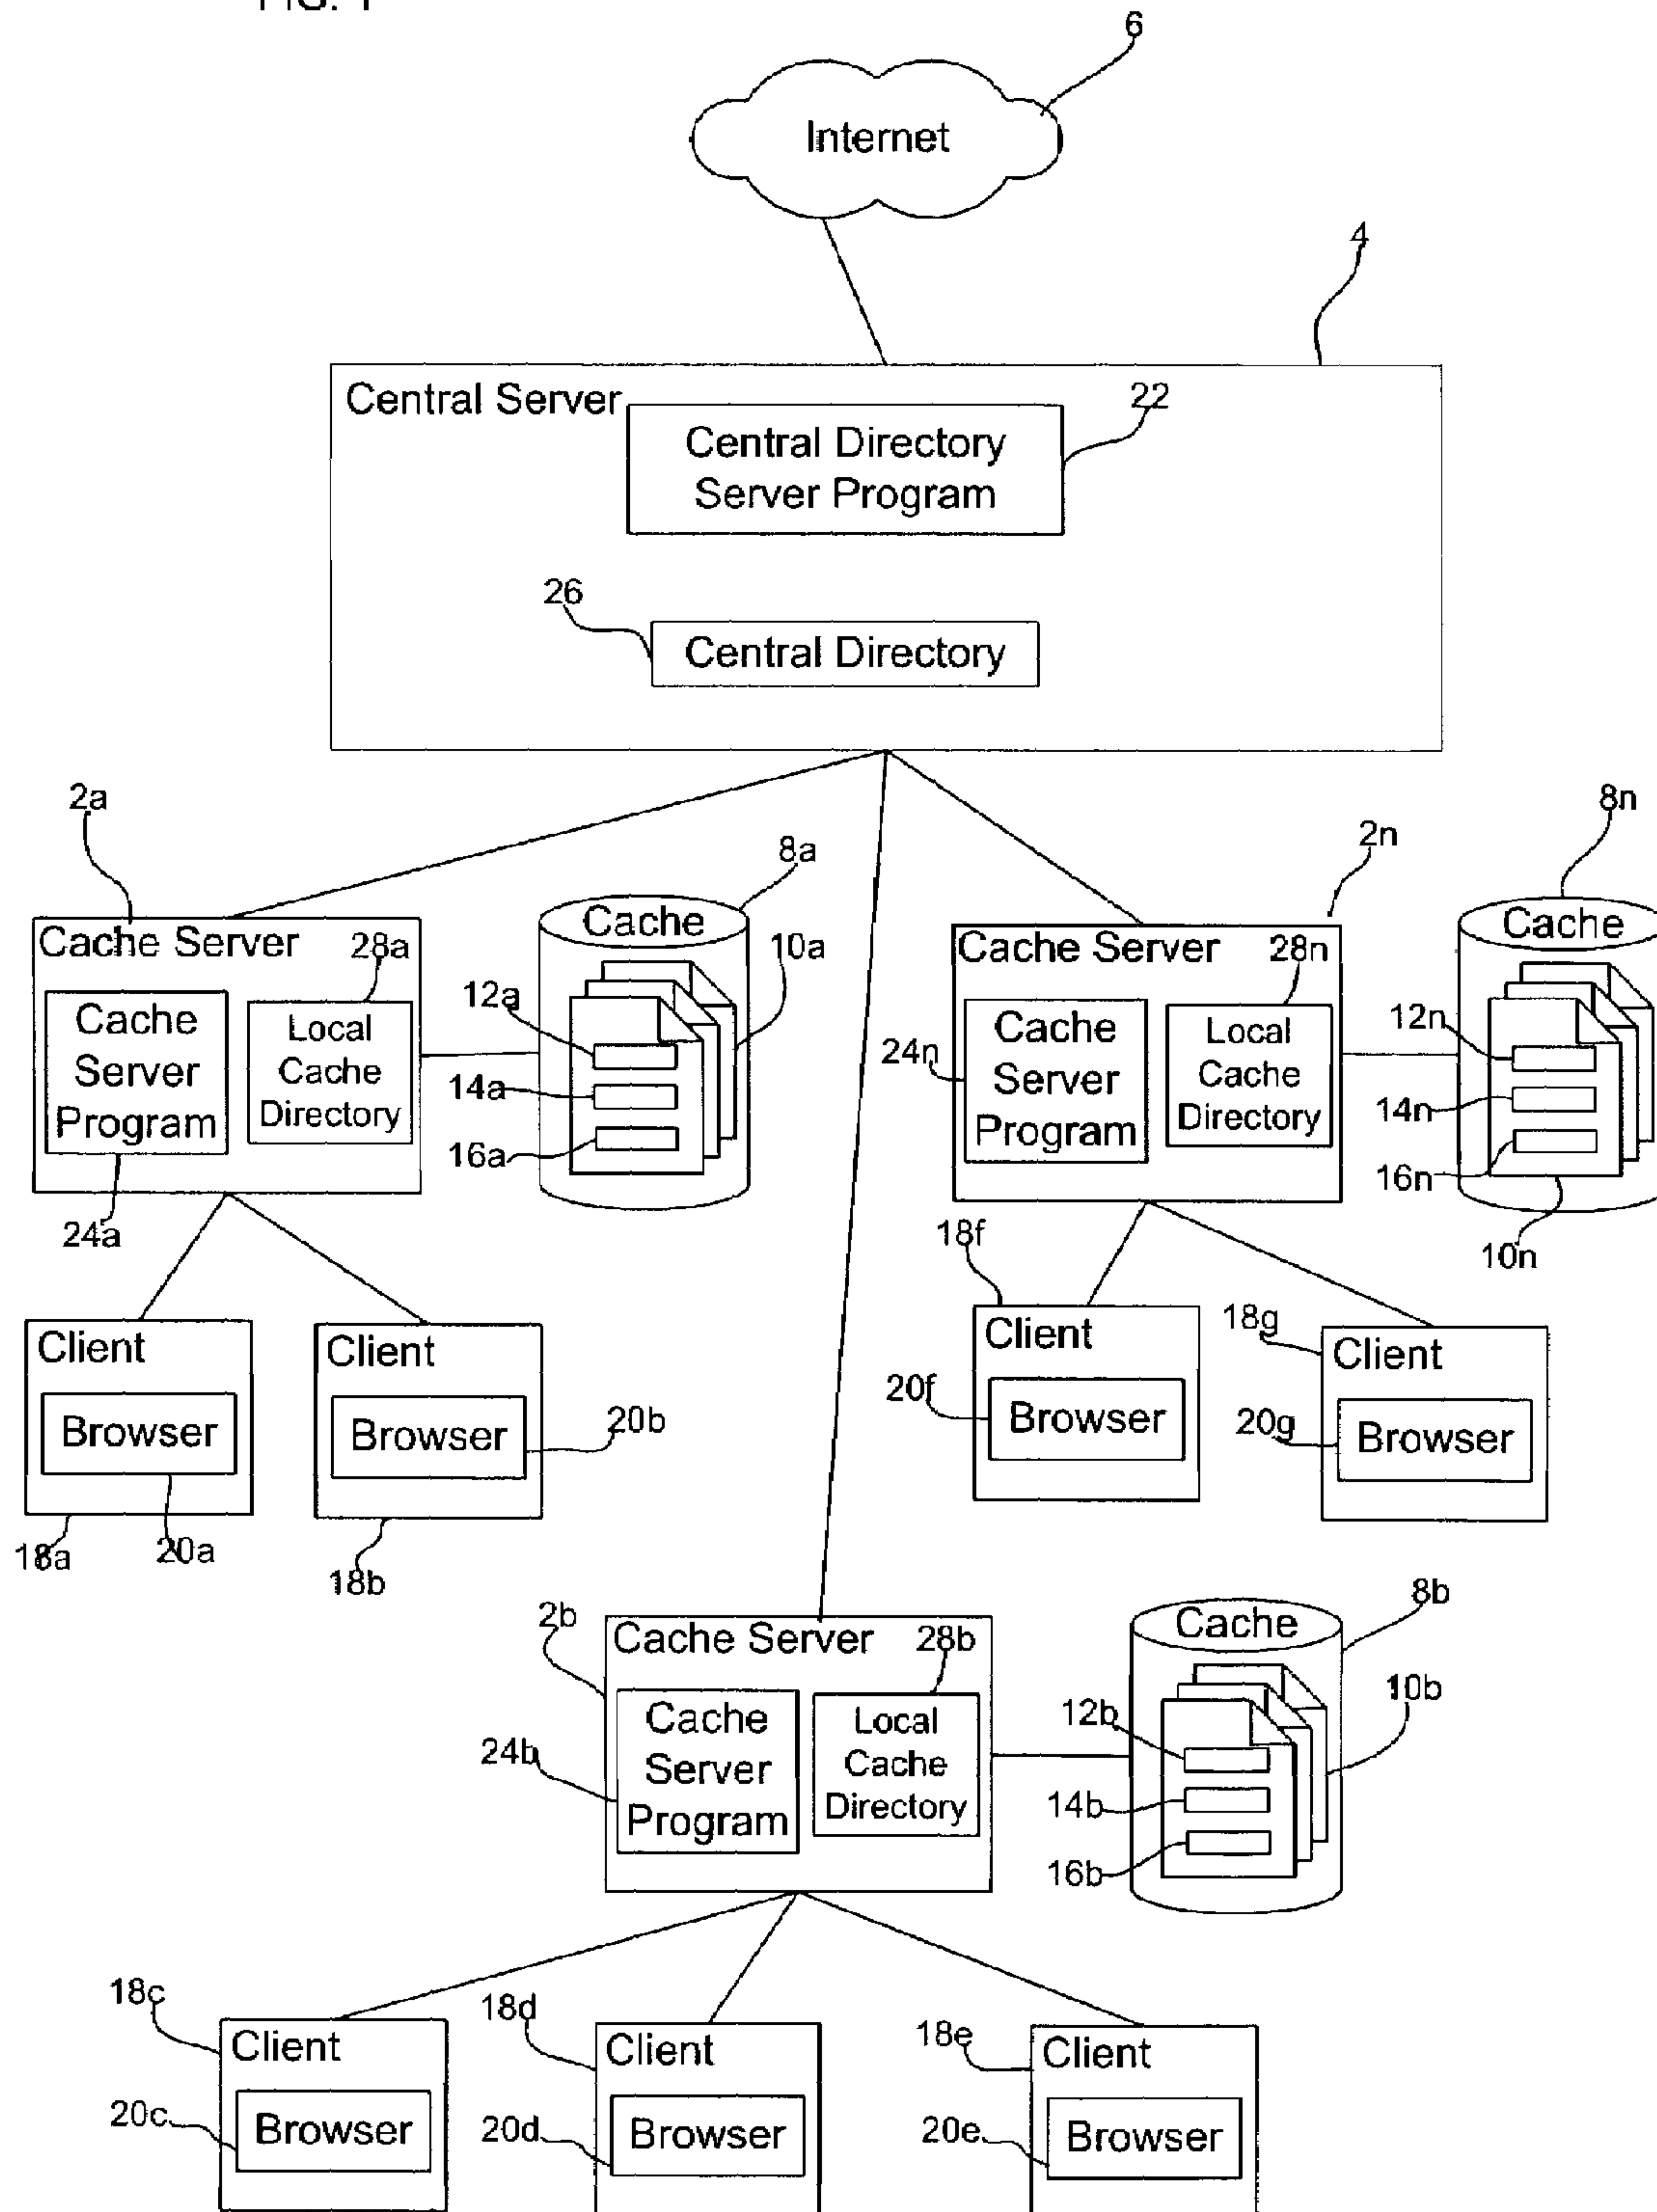 FIG. 1
6
Internet
4
Central Server
22
Central Directory
Server Program
26
Central Directory
2a
8a
2n
8n
Cache Server
28a
Cache
Server
Program
Local
Cache
Directory
24a
Cache
10a
12a
14a
16a
Cache Server
28n
24n
Cache
Server
Program
Local
Cache
Directory
Cache
12n
14n
16n
10n
Client
Browser
18a
20a
Client
Browser
20b
18b
18f
Client
20f
Browser
18g
Client
20g
Browser
2b
Cache Server
28b
24b
Cache
Server
Program
Local
Cache
Directory
8b
Cache
10b
12b
14b
16b
18c
Client
20c
Browser
18d
Client
20d
Browser
18e
Client
20e
Browser